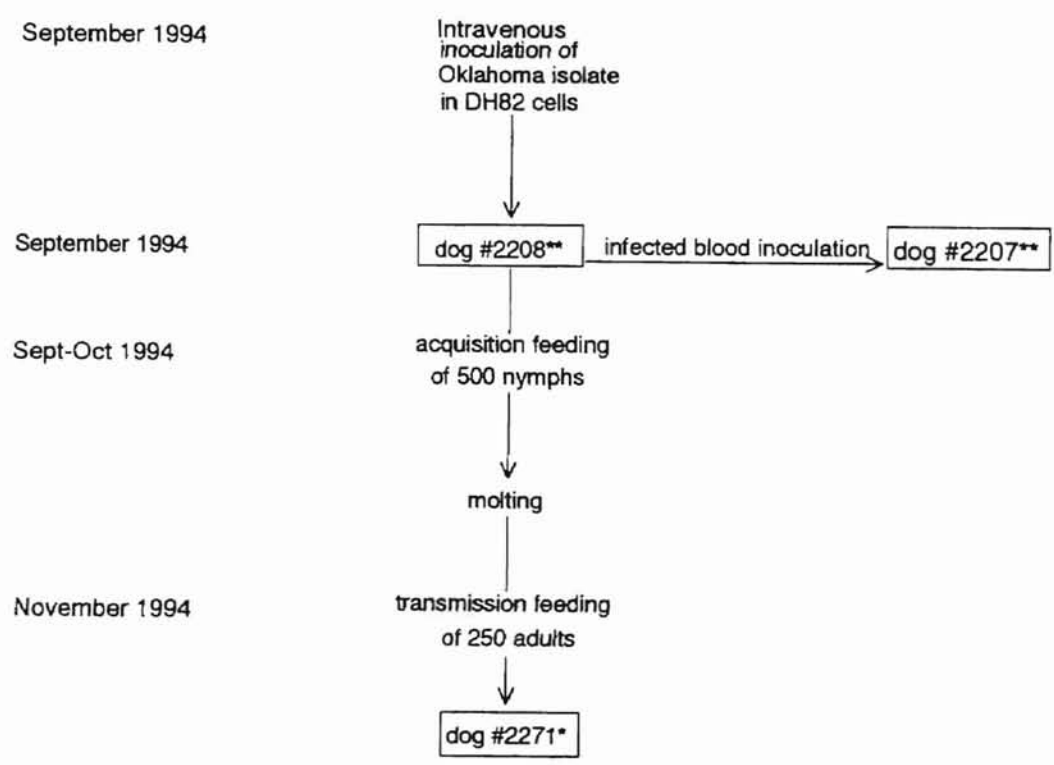 September 1994
Intravenous
inoculation of
Oklahoma isolate
in DH82 cells
September 1994
dog #2208**
infected blood inoculation
dog #2207**
Sept-Oct 1994
acquisition feeding
of 500 nymphs
molting
November 1994
transmission feeding
of 250 adults
dog #2271*